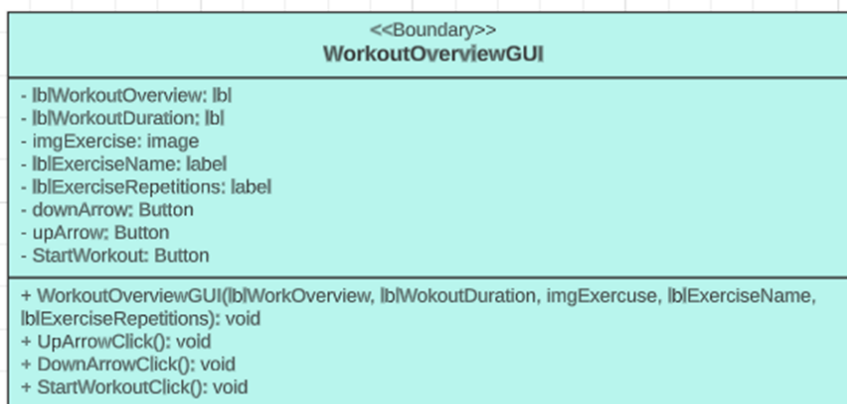 <<Boundary>>
WorkoutOverviewGUI
- lblWorkoutOverview: lbl
- lblWorkoutDuration: lbl
- imgExercise: image
- lblExerciseName: label
- lblExerciseRepetitions: label
- downArrow: Button
- upArrow: Button
- StartWorkout: Button
+ WorkoutOverviewGUI(lblWorkOverview, lblWokoutDuration, imgExercuse, lblExerciseName,
lblExerciseRepetitions): void
+ UpArrowClick(): void
+ DownArrowClick(): void
+ StartWorkoutClick(): void